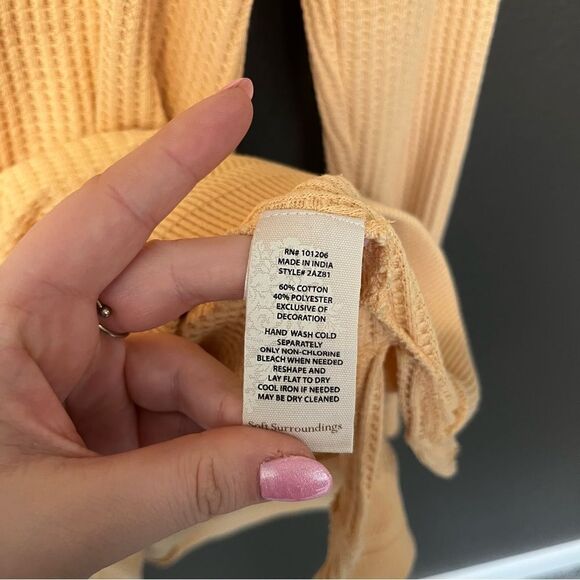 RN# 101206
MADE IN INDIA
STYLE# 2AZ81
60% COTTON
40% POLYESTER
EXCLUSIVE OF
DECORATION
HAND WASH COLD
SEPARATELY
ONLY NON-CHLORINE
BLEACH WHEN NEEDED
RESHAPE AND
LAY FLAT TO DRY
COOL IRON IF NEEDED
MAY BE DRY CLEANED
Soft Surroundings